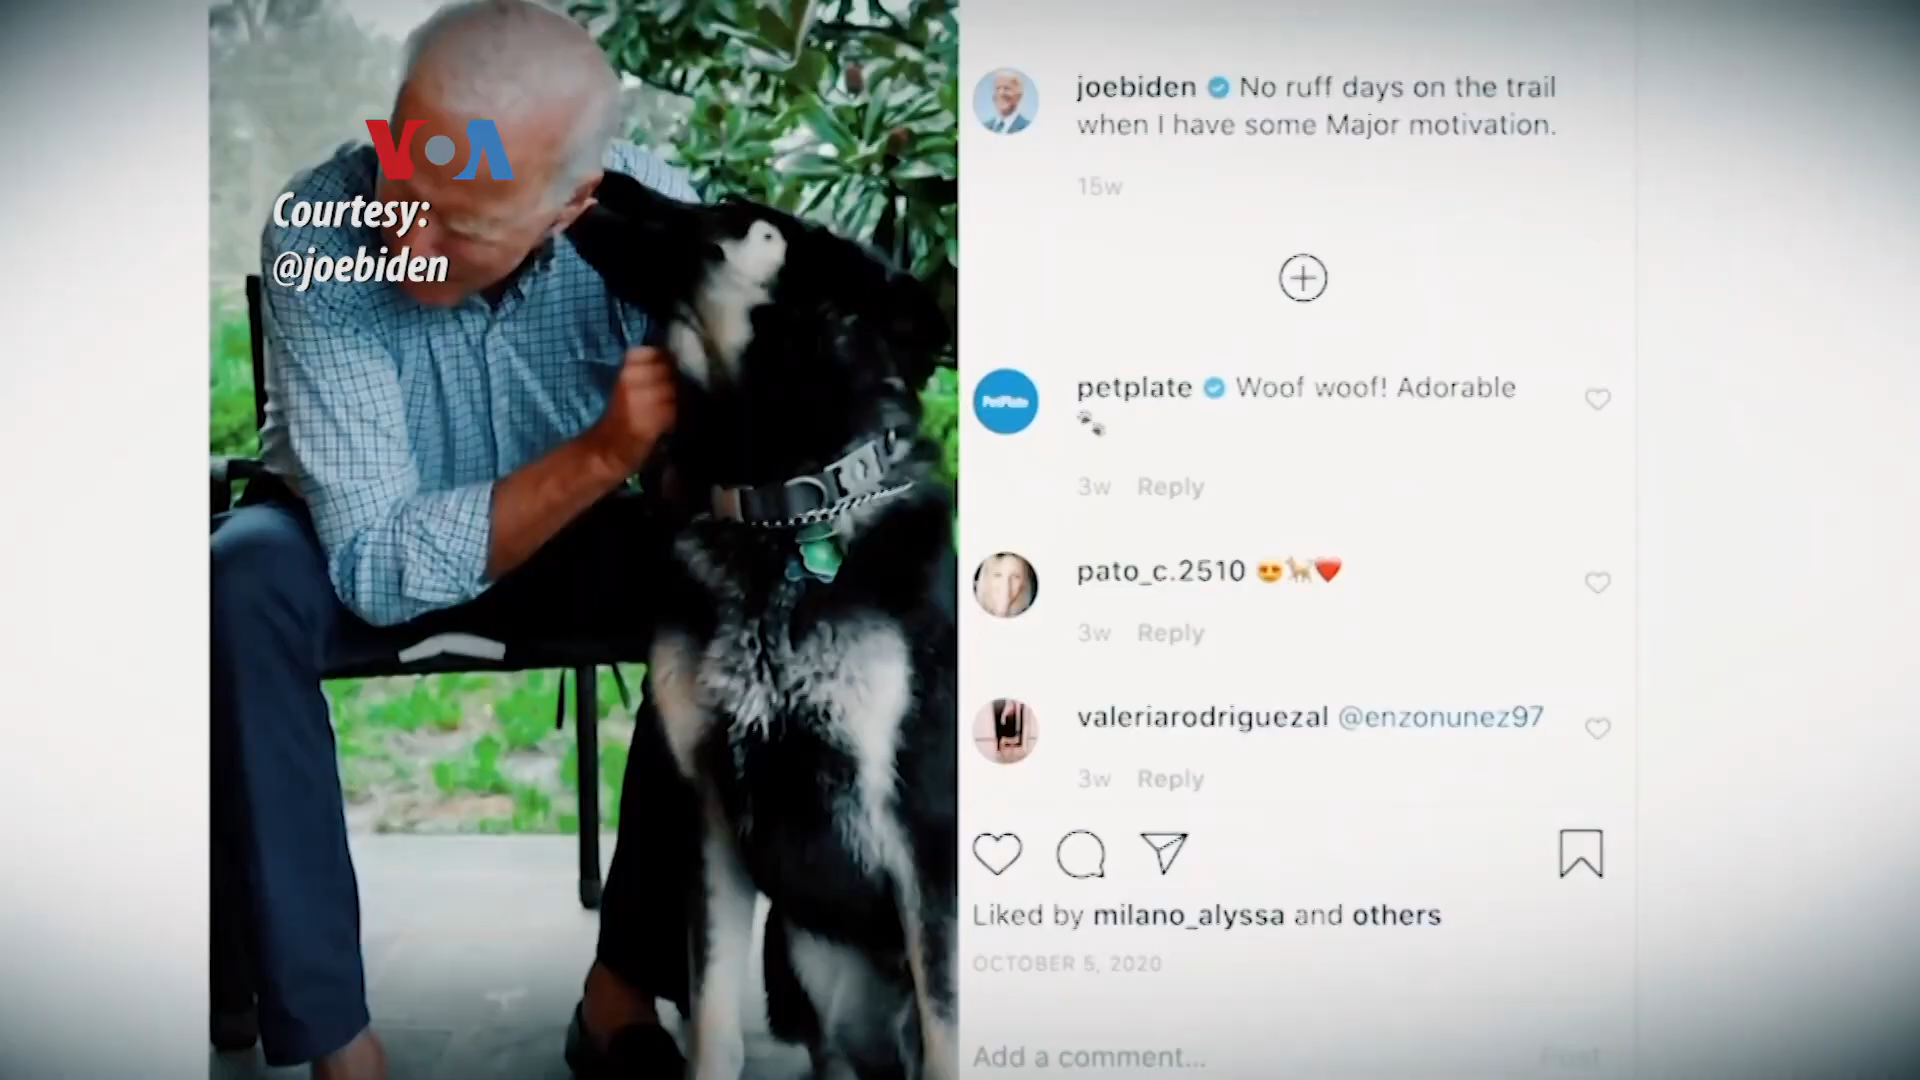 VOA
Courtesy:
@joebiden
joebiden No ruff days on the trail
when I have some Major motivation.
15w
PetPlate
petplate Woof woof! Adorable
3w Reply
pato_c.2510 😍🐕❤️
3w Reply
valeriarodriguezal @enzonunez97
3w Reply
Liked by milano_alyssa and others
OCTOBER 5, 2020
Add a comment... Post